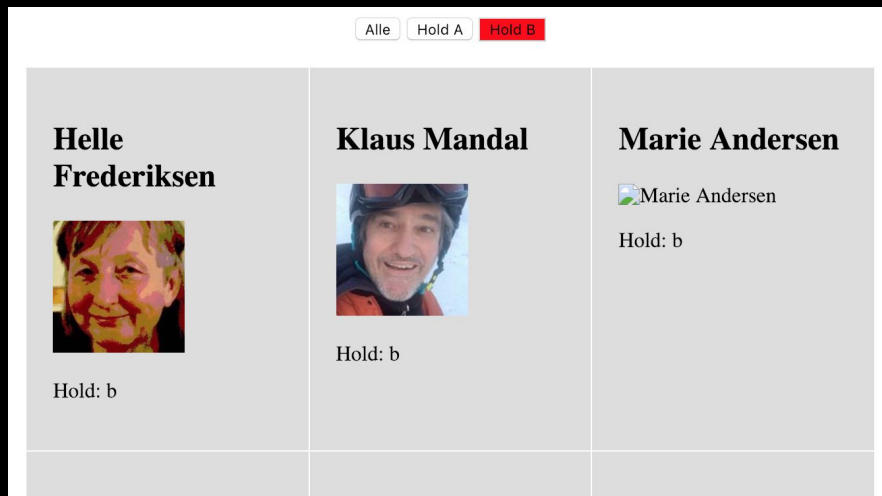 Alle Hold A Hold B
Helle
Frederiksen
Hold: b
Klaus Mandal
Hold: b
Marie Andersen
Marie Andersen
Hold: b